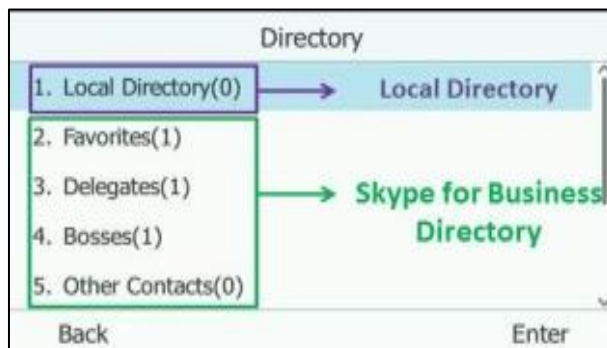 Directory
1. Local Directory(0)
Local Directory
2. Favorites(1)
3. Delegates(1)
4. Bosses(1)
5. Other Contacts(0)
Skype for Business
Directory
Back
Enter